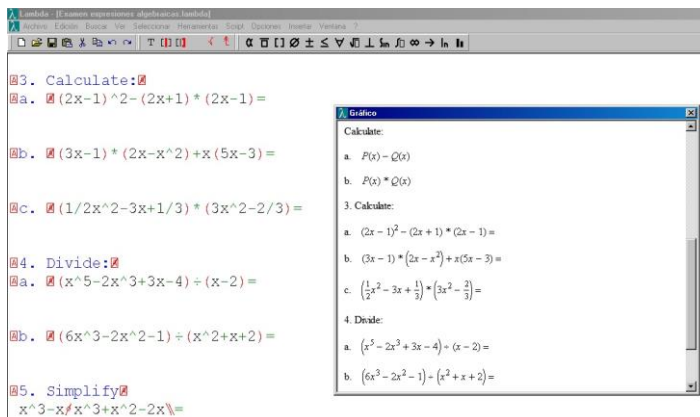 Lambda - [Examen expresiones algebraicas.lambda]
Archivo Edición Buscar Ver Seleccionar Herramientas Script Opciones Insertar Ventana ?
3. Calculate:
a. (2x-1)^2-(2x+1)*(2x-1)=
b. (3x-1)*(2x-x^2)+x(5x-3)=
c. (1/2x^2-3x+1/3)*(3x^2-2/3)=
4. Divide:
a. (x^5-2x^3+3x-4)÷(x-2)=
b. (6x^3-2x^2-1)÷(x^2+x+2)=
5. Simplify
x^3-x/x^3+x^2-2x\=
Gráfico
Calculate:
a. P(x) − Q(x)
b. P(x) * Q(x)
3. Calculate:
a. (2x − 1)² − (2x + 1) * (2x − 1) =
b. (3x − 1) * (2x − x²) + x(5x − 3) =
c. (1/2x² − 3x + 1/3) * (3x² − 2/3) =
4. Divide:
a. (x⁵ − 2x³ + 3x − 4) ÷ (x − 2) =
b. (6x³ − 2x² − 1) ÷ (x² + x + 2) =